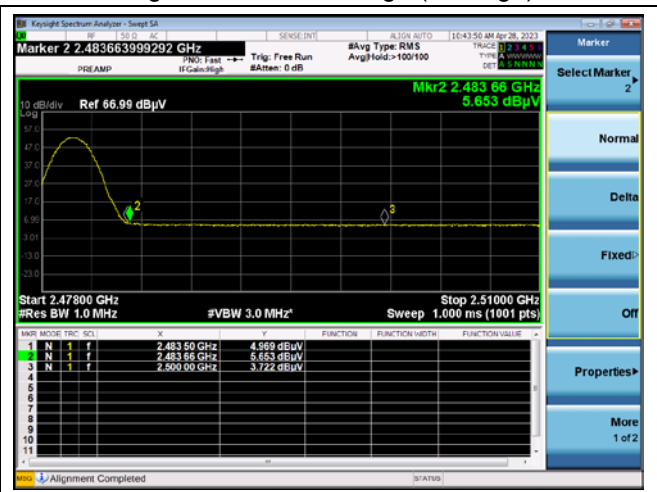 Keysight Spectrum Analyzer - Swept SA
RF 50 Ω AC SENSE:INT ALIGN AUTO 10:43:50 AM Apr 28, 2023
Marker 2 2.483663999292 GHz
PREAMP
PNO: Fast
IFGain:High
Trig: Free Run
#Atten: 0 dB
#Avg Type: RMS
Avg|Hold:>100/100
TRACE 1 2 3 4 5 6
TYPE A WWWWW
DET A S N N N N
Mkr2 2.483 66 GHz
5.653 dBµV
10 dB/div Ref 66.99 dBµV
Log
57.0
47.0
37.0
27.0
17.0
6.99
-3.01
-13.0
-23.0
2
3
Start 2.47800 GHz Stop 2.51000 GHz
#Res BW 1.0 MHz #VBW 3.0 MHz* Sweep 1.000 ms (1001 pts)
MKR MODE TRC SCL X Y FUNCTION FUNCTION WIDTH FUNCTION VALUE
1 N 1 f 2.483 50 GHz 4.969 dBuV
2 N 1 f 2.483 66 GHz 5.653 dBuV
3 N 1 f 2.500 00 GHz 3.722 dBuV
4
5
6
7
8
9
10
11
MSG Alignment Completed STATUS
Marker
Select Marker
2
Normal
Delta
Fixed
Off
Properties
More
1 of 2